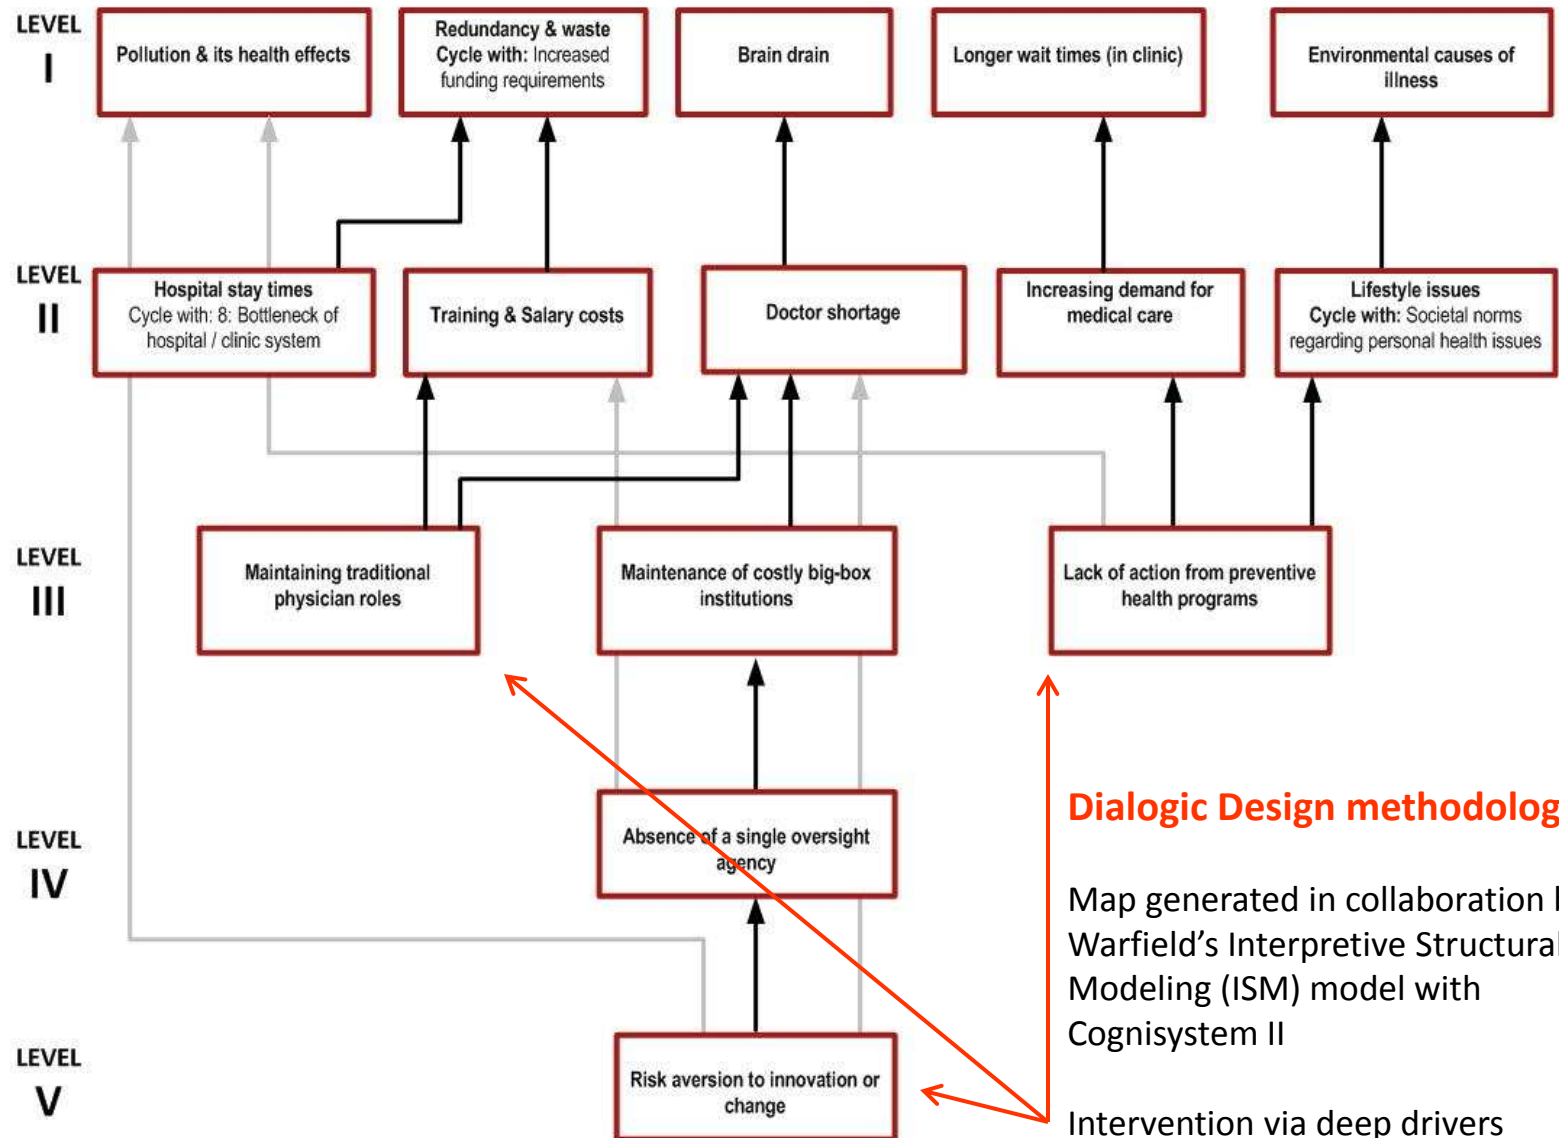 LEVEL
I
Pollution & its health effects
Redundancy & waste
Cycle with: Increased
funding requirements
Brain drain
Longer wait times (in clinic)
Environmental causes of
illness
LEVEL
II
Hospital stay times
Cycle with: 8: Bottleneck of
hospital / clinic system
Training & Salary costs
Doctor shortage
Increasing demand for
medical care
Lifestyle issues
Cycle with: Societal norms
regarding personal health issues
LEVEL
III
Maintaining traditional
physician roles
Maintenance of costly big-box
institutions
Lack of action from preventive
health programs
LEVEL
IV
Absence of a single oversight
agency
Dialogic Design methodolog
Map generated in collaboration
Warfield's Interpretive Structural
Modeling (ISM) model with
Cognisystem II
LEVEL
V
Risk aversion to innovation or
change
Intervention via deep drivers